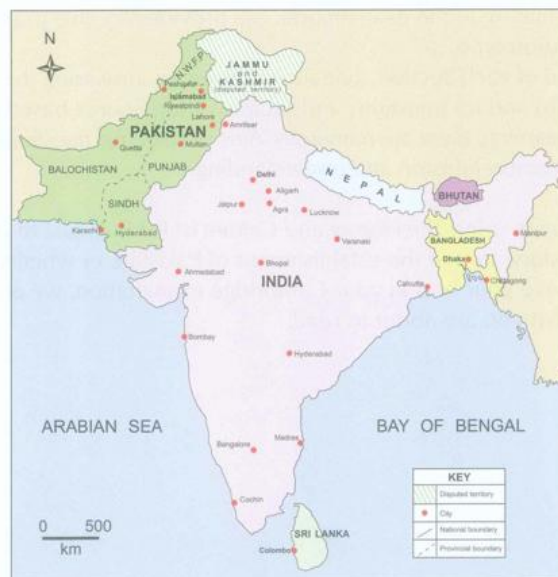 N
NWFP
JAMMU
and
KASHMIR
(disputed territory)
Peshawar
Islamabad
Rawalpindi
Lahore
Amritsar
PAKISTAN
Quetta
Multan
BALOCHISTAN
PUNJAB
SINDH
Karachi
Hyderabad
Delhi
Aligarh
Jaipur
Agra
Lucknow
NEPAL
BHUTAN
BANGLADESH
Manipur
Varanasi
Dhaka
Ahmedabad
Bhopal
INDIA
Calcutta
Chittagong
Bombay
Hyderabad
ARABIAN SEA
BAY OF BENGAL
Bangalore
Madras
Cochin
SRI LANKA
Colombo
0 500
km
KEY
Disputed territory
City
National boundary
Provincial boundary